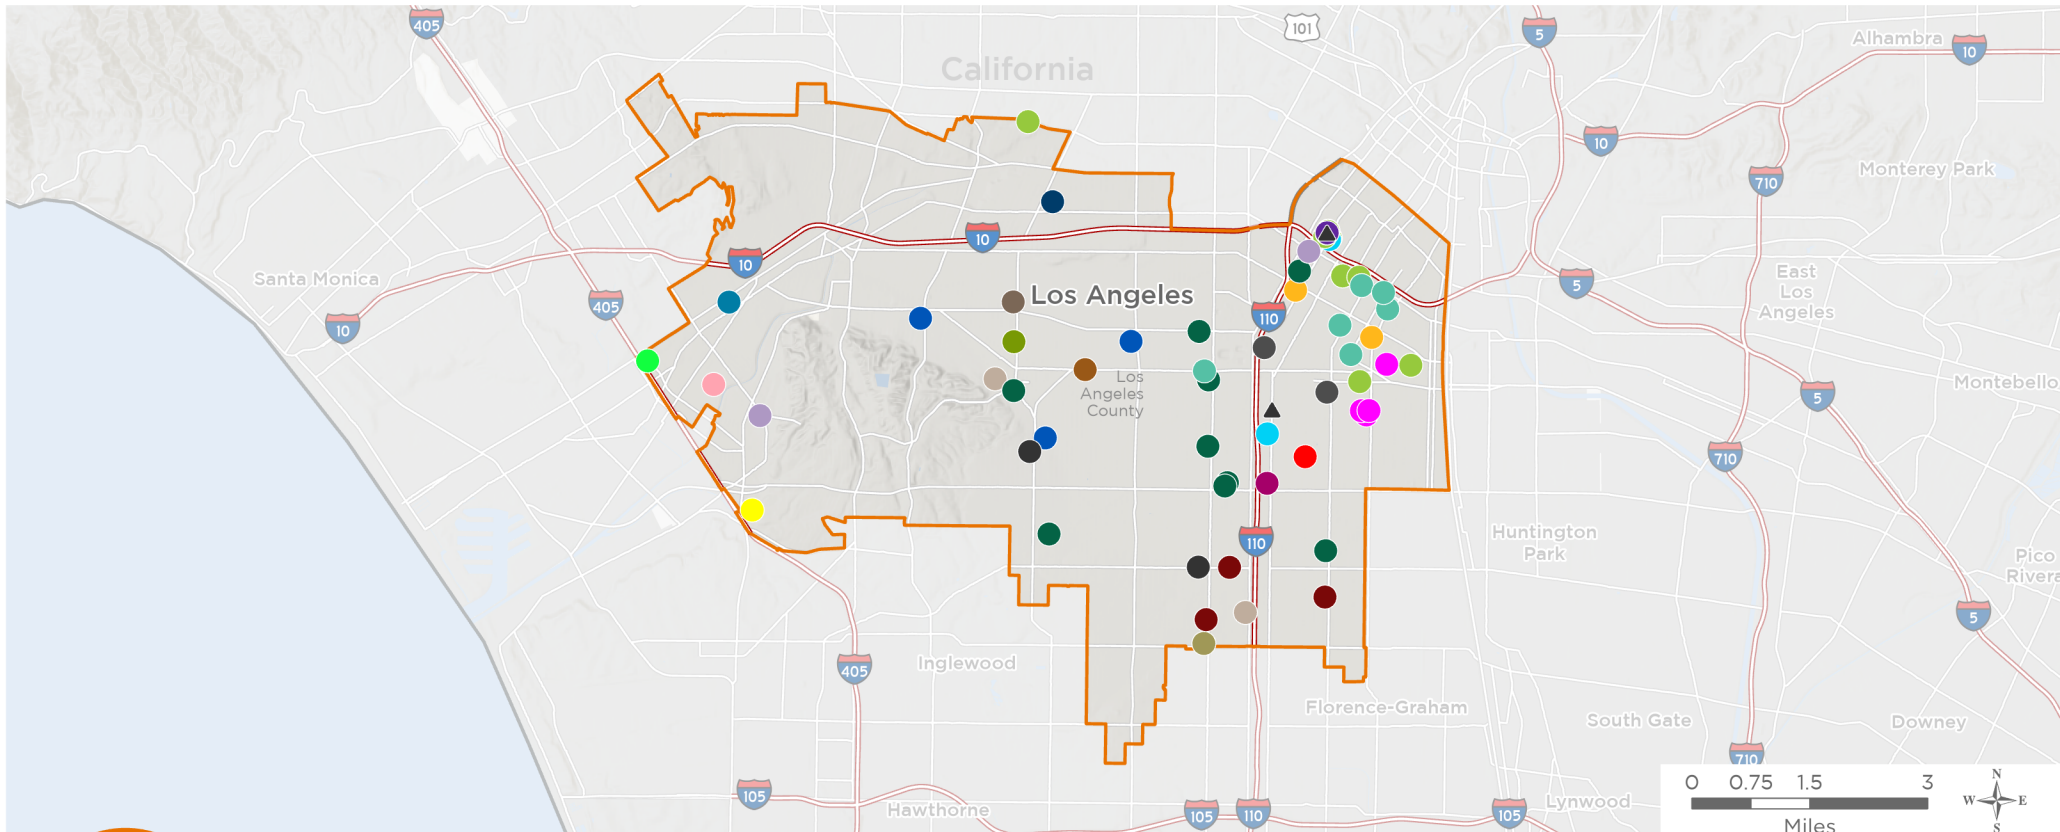 405
101
5
California
Alhambra
10
10
Monterey Park
710
10
10
Santa Monica
405
10
Los Angeles
110
5
East
Los
Angeles
Los
Angeles
County
Montebello
5
710
Huntington
Park
110
Pico
Rivera
5
Inglewood
405
Florence-Graham
South Gate
Downey
710
0 0.75 1.5 3
Miles
N
W E
S
105
Hawthorne
105
110
105
Lynwood